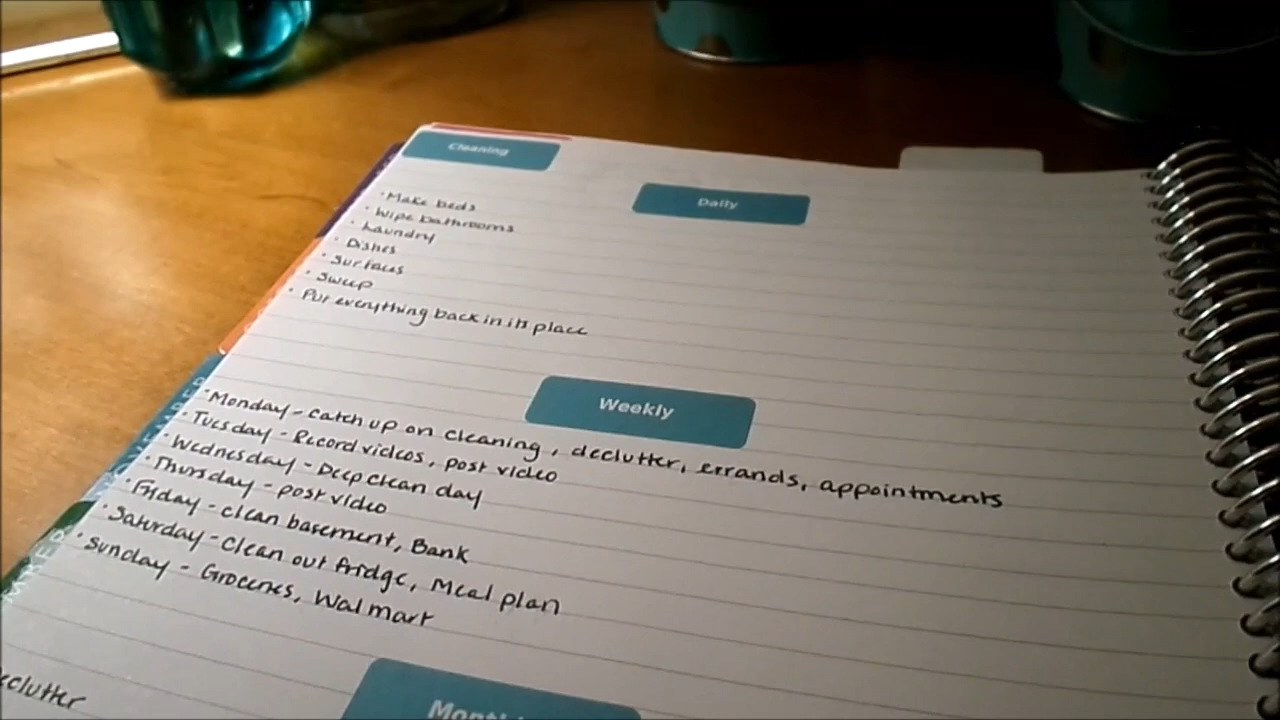 Cleaning
Daily
· Make beds
· Wipe bathrooms
· Laundry
· Dishes
· Surfaces
· Sweep
· Put everything back in its place
Weekly
· Monday - Catch up on cleaning, declutter, errands, appointments
· Tuesday - Record videos, post video
· Wednesday - Deep clean day
· Thursday - post video
· Friday - clean basement, Bank
· Saturday - Clean out fridge, Meal plan
· Sunday - Groceries, Walmart